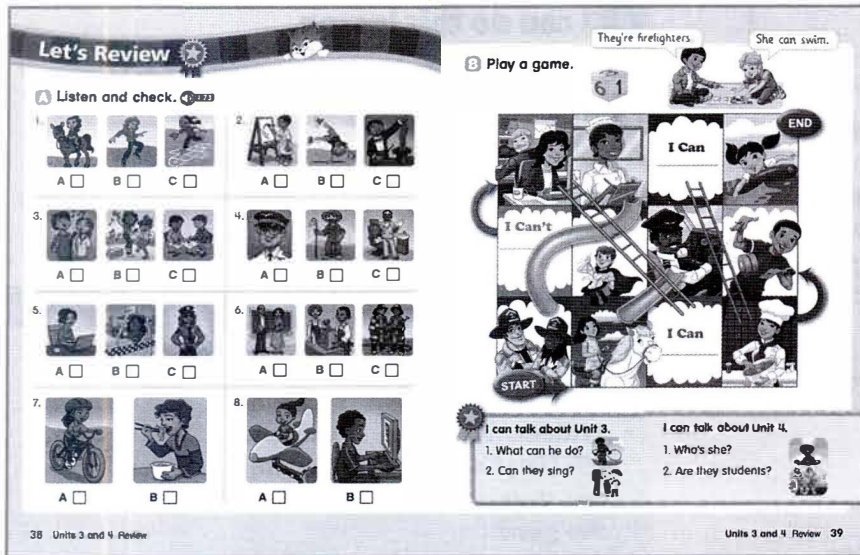 Let's Review
A Listen and check.
1. 2.
A B C A B C
3. 4.
A B C A B C
5. 6.
A B C A B C
7. 8.
A B A B
38 Units 3 and 4 Review
They're firefighters.
She can swim.
B Play a game.
6 1
END
I Can
I Can't
I Can
START
I can talk about Unit 3.
1. What can he do?
2. Can they sing?
I can talk about Unit 4.
1. Who's she?
2. Are they students?
Units 3 and 4 Review 39